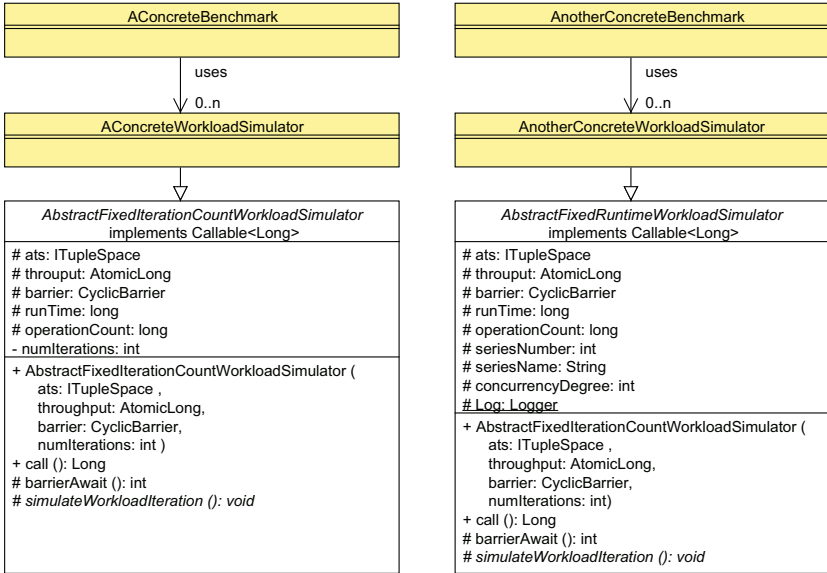 AConcreteBenchmark
uses
0..n
AConcreteWorkloadSimulator
AbstractFixedIterationCountWorkloadSimulator
implements Callable<Long>
# ats: ITupleSpace
# throuput: AtomicLong
# barrier: CyclicBarrier
# runTime: long
# operationCount: long
- numIterations: int
+ AbstractFixedIterationCountWorkloadSimulator (
ats: ITupleSpace ,
throughput: AtomicLong,
barrier: CyclicBarrier,
numIterations: int )
+ call (): Long
# barrierAwait (): int
# simulateWorkloadIteration (): void
AnotherConcreteBenchmark
uses
0..n
AnotherConcreteWorkloadSimulator
AbstractFixedRuntimeWorkloadSimulator
implements Callable<Long>
# ats: ITupleSpace
# throuput: AtomicLong
# barrier: CyclicBarrier
# runTime: long
# operationCount: long
# seriesNumber: int
# seriesName: String
# concurrencyDegree: int
# Log: Logger
+ AbstractFixedIterationCountWorkloadSimulator (
ats: ITupleSpace ,
throughput: AtomicLong,
barrier: CyclicBarrier,
numIterations: int)
+ call (): Long
# barrierAwait (): int
# simulateWorkloadIteration (): void